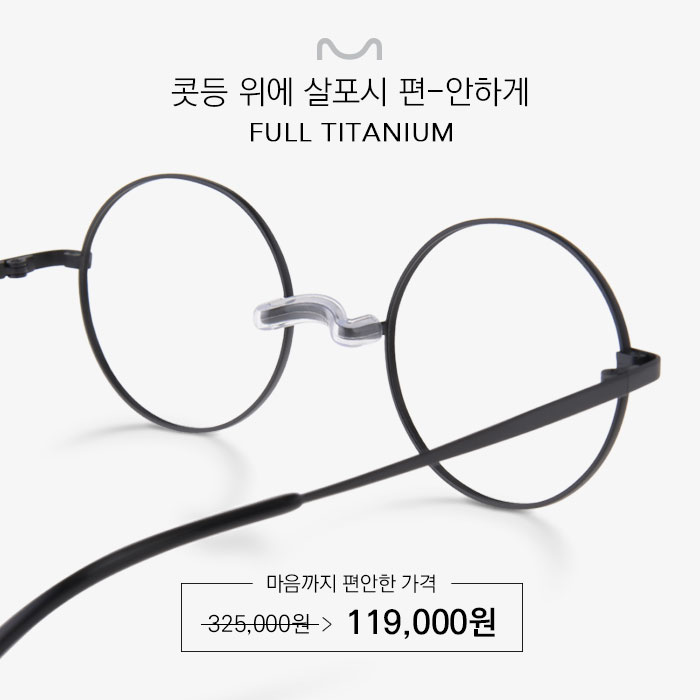 콧등 위에 살포시 편-안하게
FULL TITANIUM
마음까지 편안한 가격
325,000원 > 119,000원